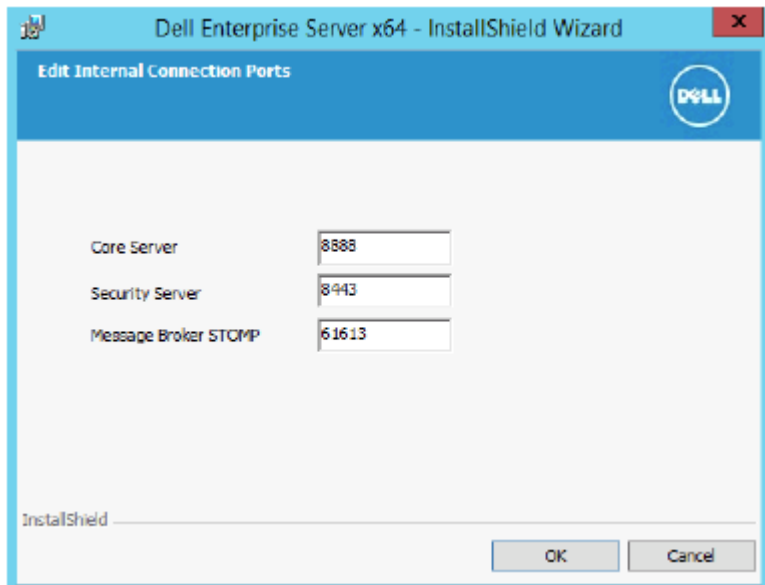 Dell Enterprise Server x64 - InstallShield Wizard
Edit Internal Connection Ports
DELL
Core Server 8888
Security Server 8443
Message Broker STOMP 61613
InstallShield
OK Cancel